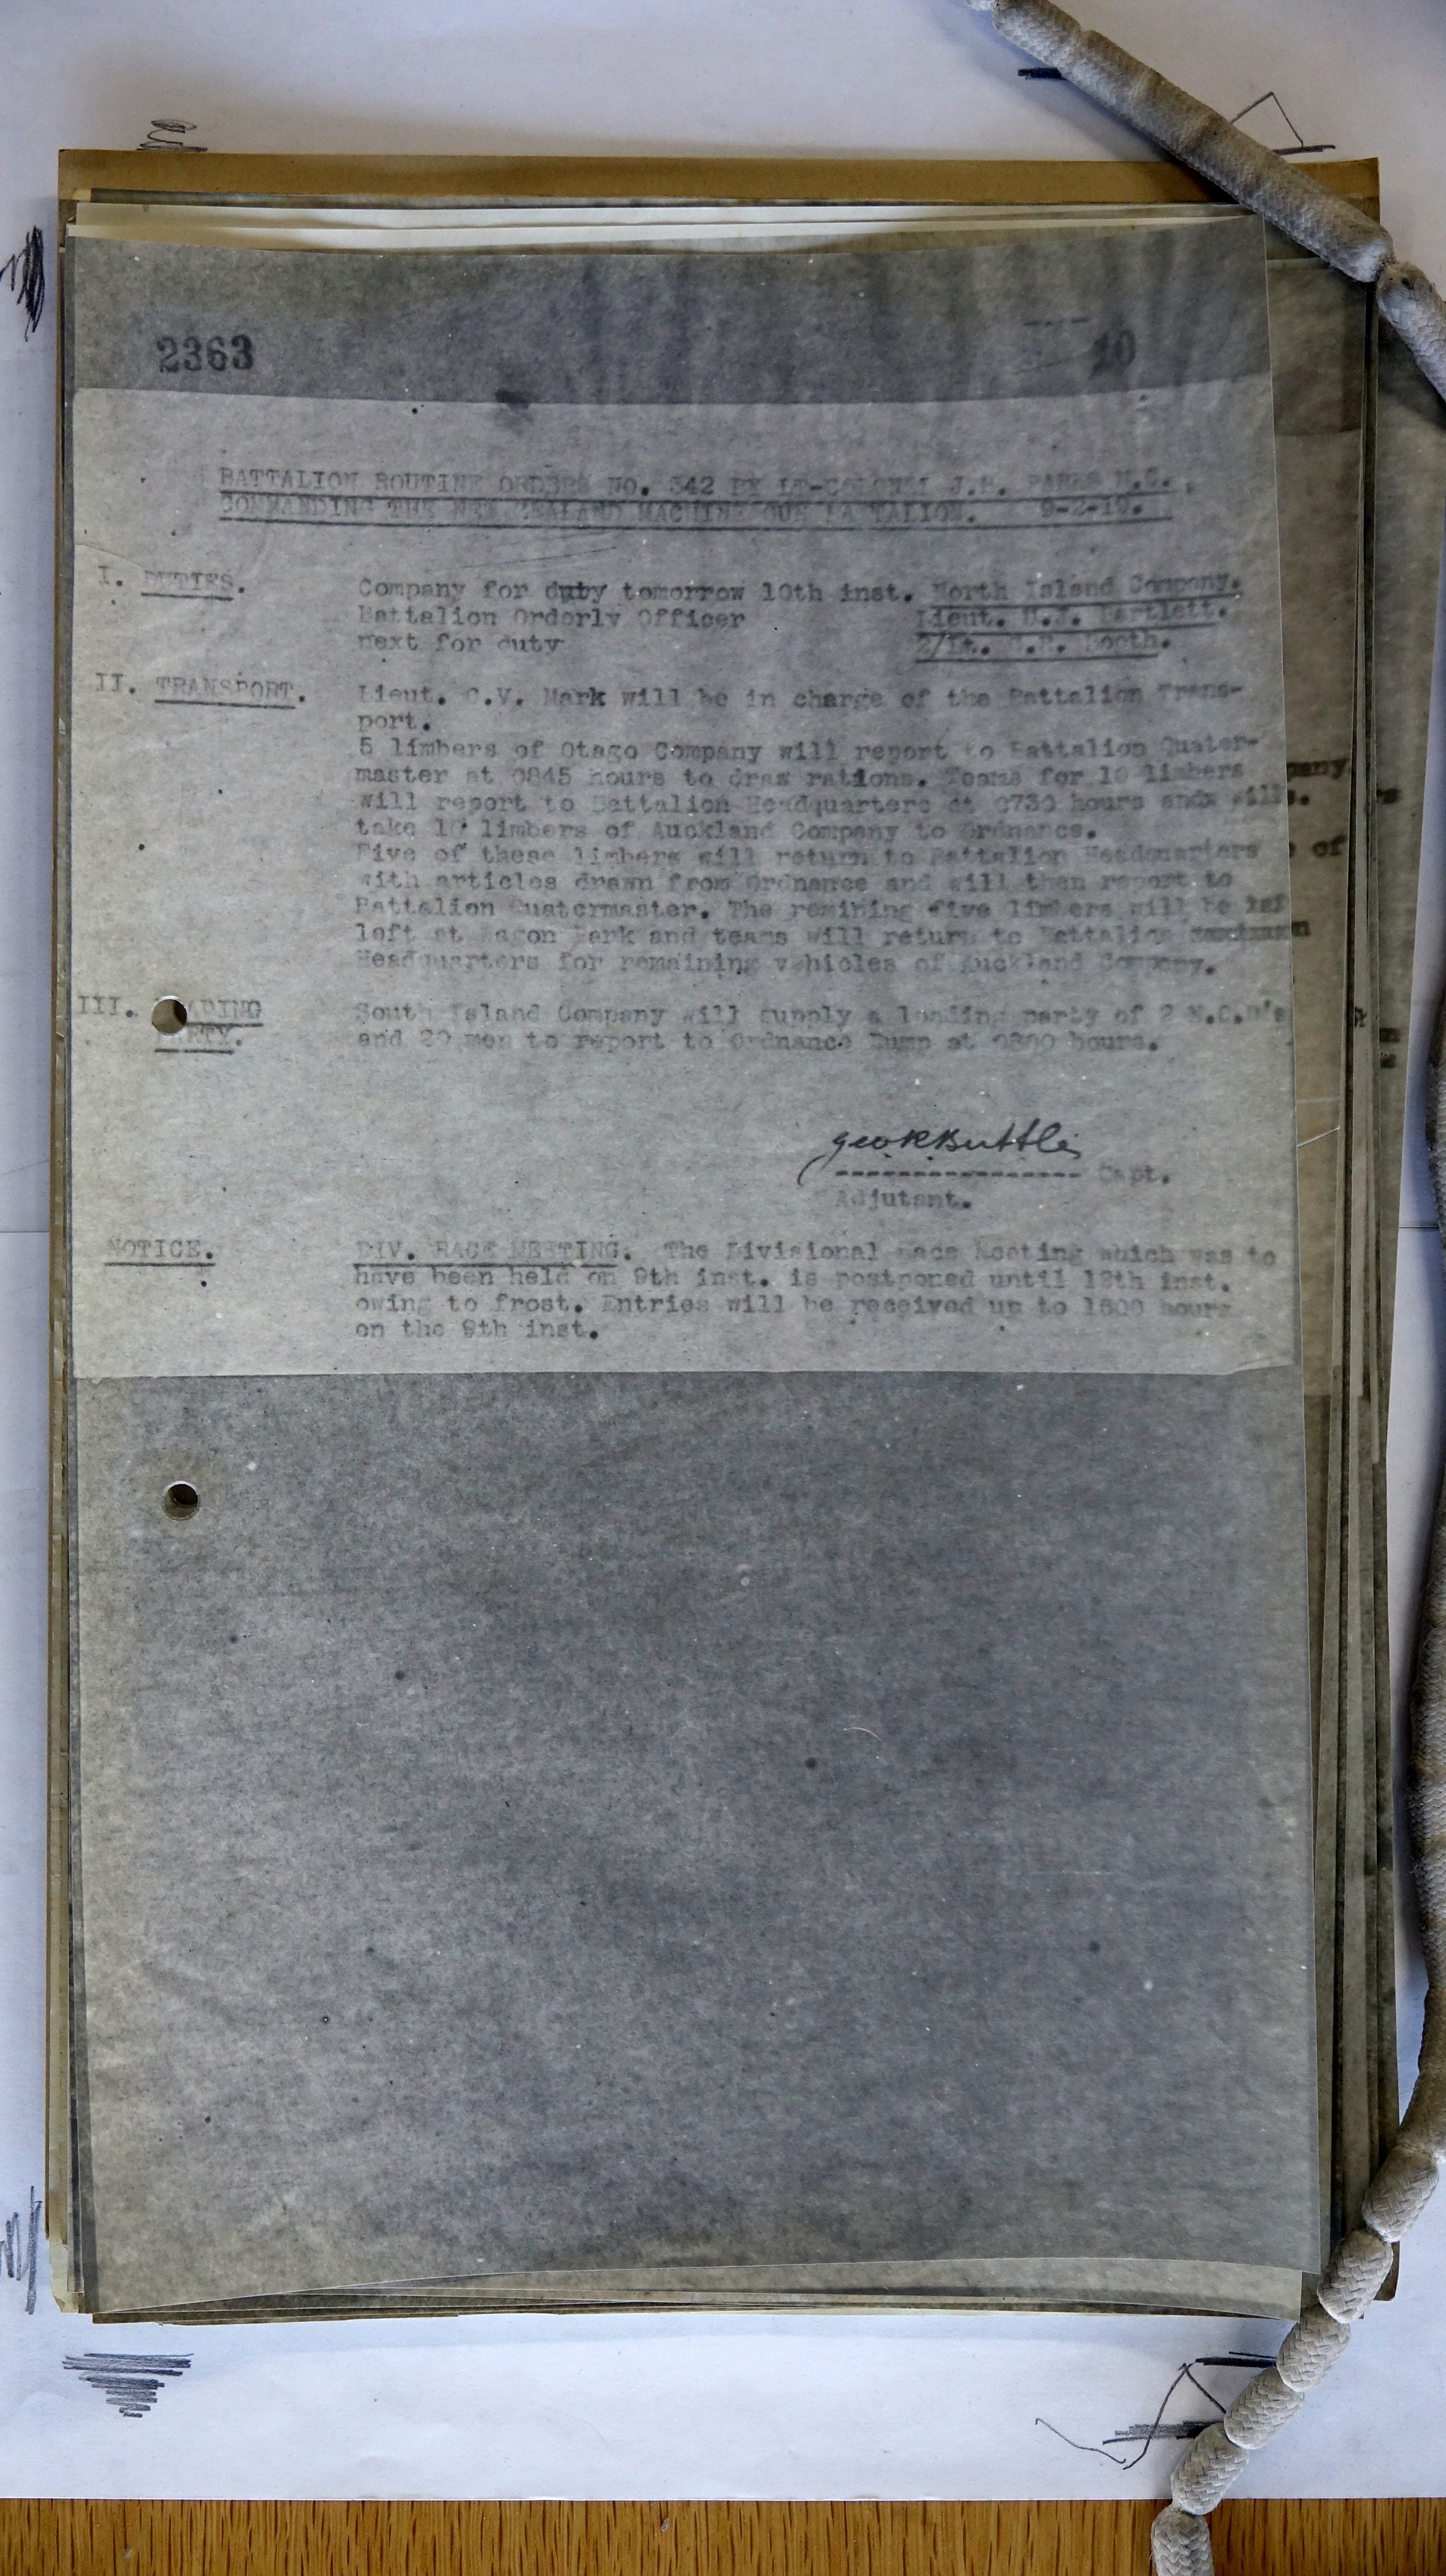 2363 10
BATTALION ROUTINE ORDERS NO. 342 BY LT-COLONEL J.B. PARKS M.C.
COMMANDING THE NEW ZEALAND MACHINE GUN BATTALION. 9-2-19.
I. DUTIES. Company for duty tomorrow 10th inst. North Island Company.
Battalion Orderly Officer Lieut. H.J. Bartlett.
next for duty 2/Lt. Booth.
II. TRANSPORT. Lieut. C.V. Mark will be in charge of the Battalion Trans-
port.
5 limbers of Otago Company will report to Battalion Quater-
master at 0845 hours to draw rations. Teams for 10 limbers
will report to Battalion Headquarters at 0730 hours andx will
take 10 limbers of Auckland Company to Ordnance.
Five of these limbers will return to Battalion Headquarters
with articles drawn from Ordnance and will then report to
Battalion Quatermaster. The remining five limbers will be
left at Wagon Park and teams will return to Battalion
Headquarters for remaining vehicles of Auckland Company.
III. LOADING South Island Company will supply a loading party of 2 N.C.O's
PARTY. and 20 men to report to Ordnance Dump at 0800 hours.
Geo R Buttle
---------------- Capt.
Adjutant.
NOTICE. DIV. RACE MEETING. The Divisional Race Meeting which was to
have been held on 9th inst. is postponed until 12th inst.
owing to frost. Entries will be received up to 1800 hours
on the 9th inst.
pany
of